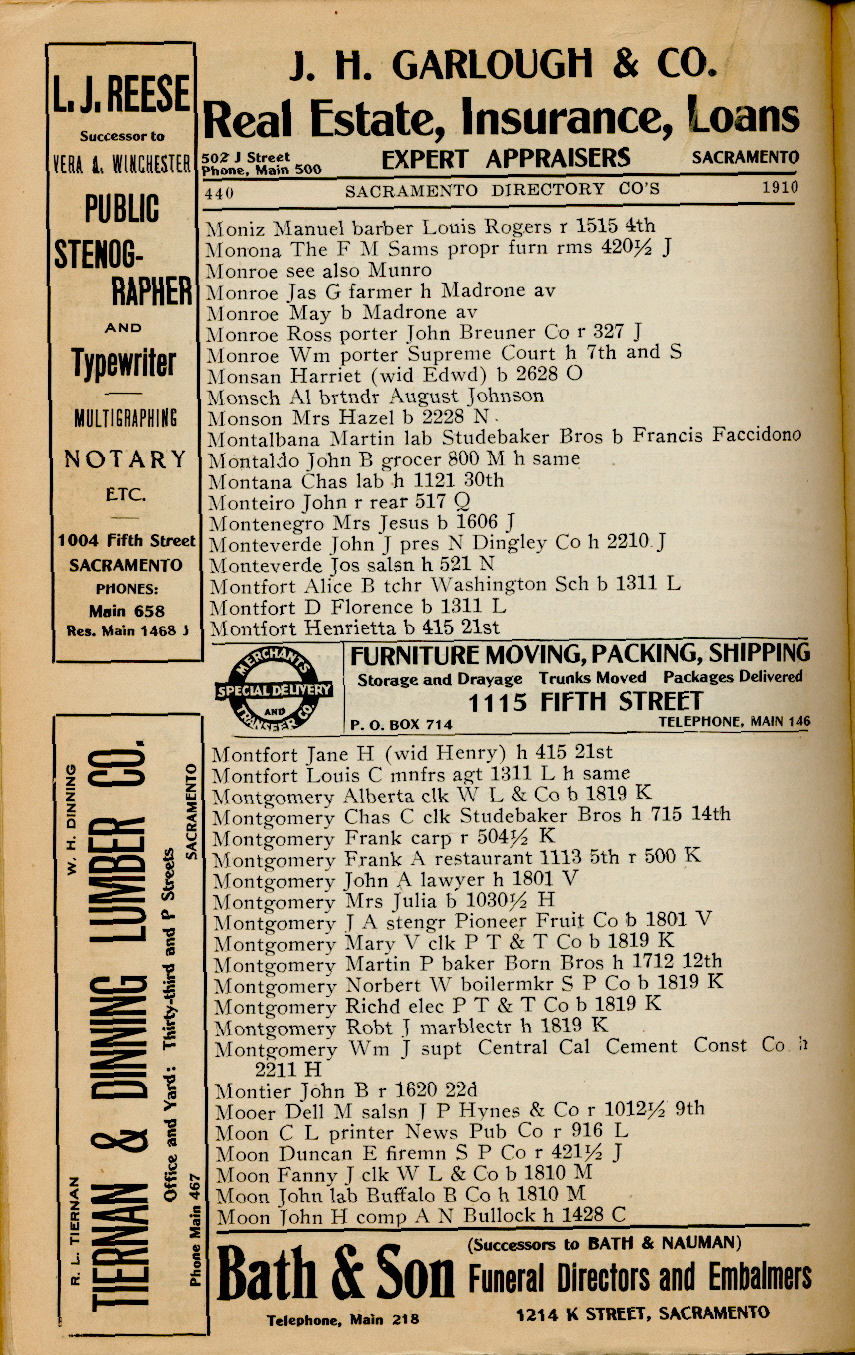 J. H. GARLOUGH & CO.
Real Estate, Insurance, Loans
502 J Street
Phone, Main 500
EXPERT APPRAISERS
SACRAMENTO
440 SACRAMENTO DIRECTORY CO'S 1910
L. J. REESE
Successor to
VERA A. WINCHESTER
PUBLIC
STENOG-
RAPHER
AND
Typewriter
MULTIGRAPHING
NOTARY
ETC.
1004 Fifth Street
SACRAMENTO
PHONES:
Main 658
Res. Main 1468 J
Moniz Manuel barber Louis Rogers r 1515 4th
Monona The F M Sams propr furn rms 420½ J
Monroe see also Munro
Monroe Jas G farmer h Madrone av
Monroe May b Madrone av
Monroe Ross porter John Breuner Co r 327 J
Monroe Wm porter Supreme Court h 7th and S
Monsan Harriet (wid Edwd) b 2628 O
Monsch Al brtndr August Johnson
Monson Mrs Hazel b 2228 N
Montalbana Martin lab Studebaker Bros b Francis Faccidono
Montaldo John B grocer 800 M h same
Montana Chas lab h 1121 30th
Monteiro John r rear 517 Q
Montenegro Mrs Jesus b 1606 J
Monteverde John J pres N Dingley Co h 2210 J
Monteverde Jos salsn h 521 N
Montfort Alice B tchr Washington Sch b 1311 L
Montfort D Florence b 1311 L
Montfort Henrietta b 415 21st
MERCHANTS
SPECIAL DELIVERY
AND
TRANSFER CO.
FURNITURE MOVING, PACKING, SHIPPING
Storage and Drayage Trunks Moved Packages Delivered
1115 FIFTH STREET
P. O. BOX 714 TELEPHONE, MAIN 146
R. L. TIERNAN W. H. DINNING
TIERNAN & DINNING LUMBER CO.
Office and Yard: Thirty-third and P Streets
Phone Main 467 SACRAMENTO
Montfort Jane H (wid Henry) h 415 21st
Montfort Louis C mnfrs agt 1311 L h same
Montgomery Alberta clk W L & Co b 1819 K
Montgomery Chas C clk Studebaker Bros h 715 14th
Montgomery Frank carp r 504½ K
Montgomery Frank A restaurant 1113 5th r 500 K
Montgomery John A lawyer h 1801 V
Montgomery Mrs Julia b 1030½ H
Montgomery J A stengr Pioneer Fruit Co b 1801 V
Montgomery Mary V clk P T & T Co b 1819 K
Montgomery Martin P baker Born Bros h 1712 12th
Montgomery Norbert W boilermkr S P Co b 1819 K
Montgomery Richd elec P T & T Co b 1819 K
Montgomery Robt J marblectr h 1819 K
Montgomery Wm J supt Central Cal Cement Const Co h
2211 H
Montier John B r 1620 22d
Mooer Dell M salsn J P Hynes & Co r 1012½ 9th
Moon C L printer News Pub Co r 916 L
Moon Duncan E firemn S P Co r 421½ J
Moon Fanny J clk W L & Co b 1810 M
Moon John lab Buffalo B Co h 1810 M
Moon John H comp A N Bullock h 1428 C
Bath & Son
(Successors to BATH & NAUMAN)
Funeral Directors and Embalmers
Telephone, Main 218
1214 K STREET, SACRAMENTO